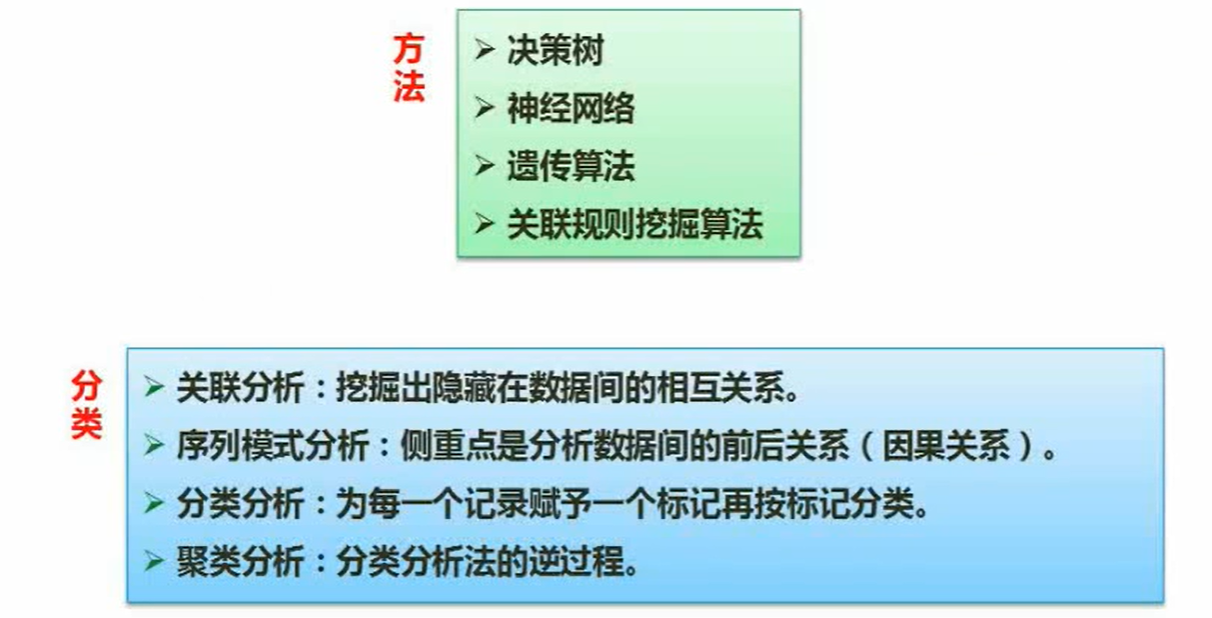 方法
➢ 决策树
➢ 神经网络
➢ 遗传算法
➢ 关联规则挖掘算法
分类
➢ 关联分析：挖掘出隐藏在数据间的相互关系。
➢ 序列模式分析：侧重点是分析数据间的前后关系（因果关系）。
➢ 分类分析：为每一个记录赋予一个标记再按标记分类。
➢ 聚类分析：分类分析法的逆过程。